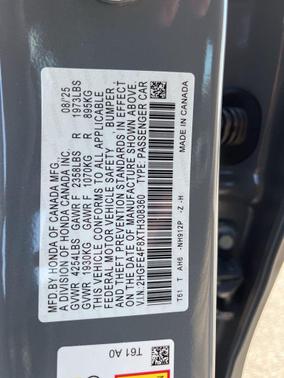 MFD.BY HONDA OF CANADA MFG. 08/25
A DIV.OF HONDA CANADA INC.
GVWR 4254LBS GAWR F 2358LBS R 1973LBS
GVWR 1930KG GAWR F 1070KG R 895KG
THIS VEHICLE CONFORMS TO ALL APPLICABLE
FEDERAL MOTOR VEHICLE SAFETY BUMPER,
AND THEFT PREVENTION STANDARDS IN EFFECT
ON THE DATE OF MANUFACTURE SHOWN ABOVE.
V.I.N.:2HGFE4F8XTH308360 TYPE:PASSENGER CAR
MADE IN CANADA
T61 T AH6 -NH912P -Z -H
T61 A0